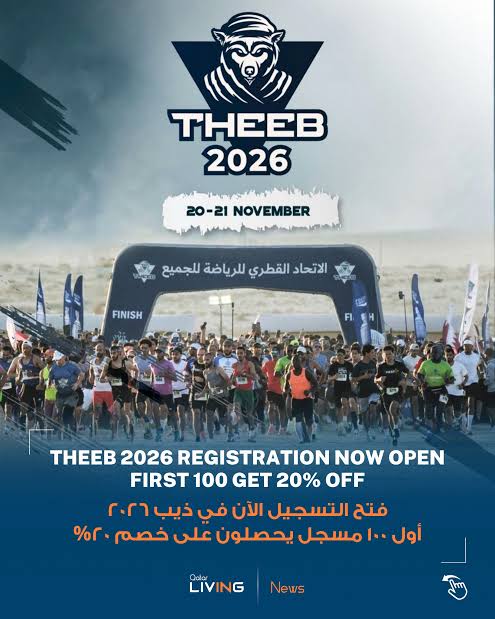 THEEB
2026
20-21 NOVEMBER
الاتحاد القطري للرياضة للجميع
FINISH
THEEB 2026 REGISTRATION NOW OPEN
FIRST 100 GET 20% OFF
فتح التسجيل الآن في ذيب ٢٠٢٦
أول ١٠٠ مسجل يحصلون على خصم ٢٠%
Qatar
LIVING | News